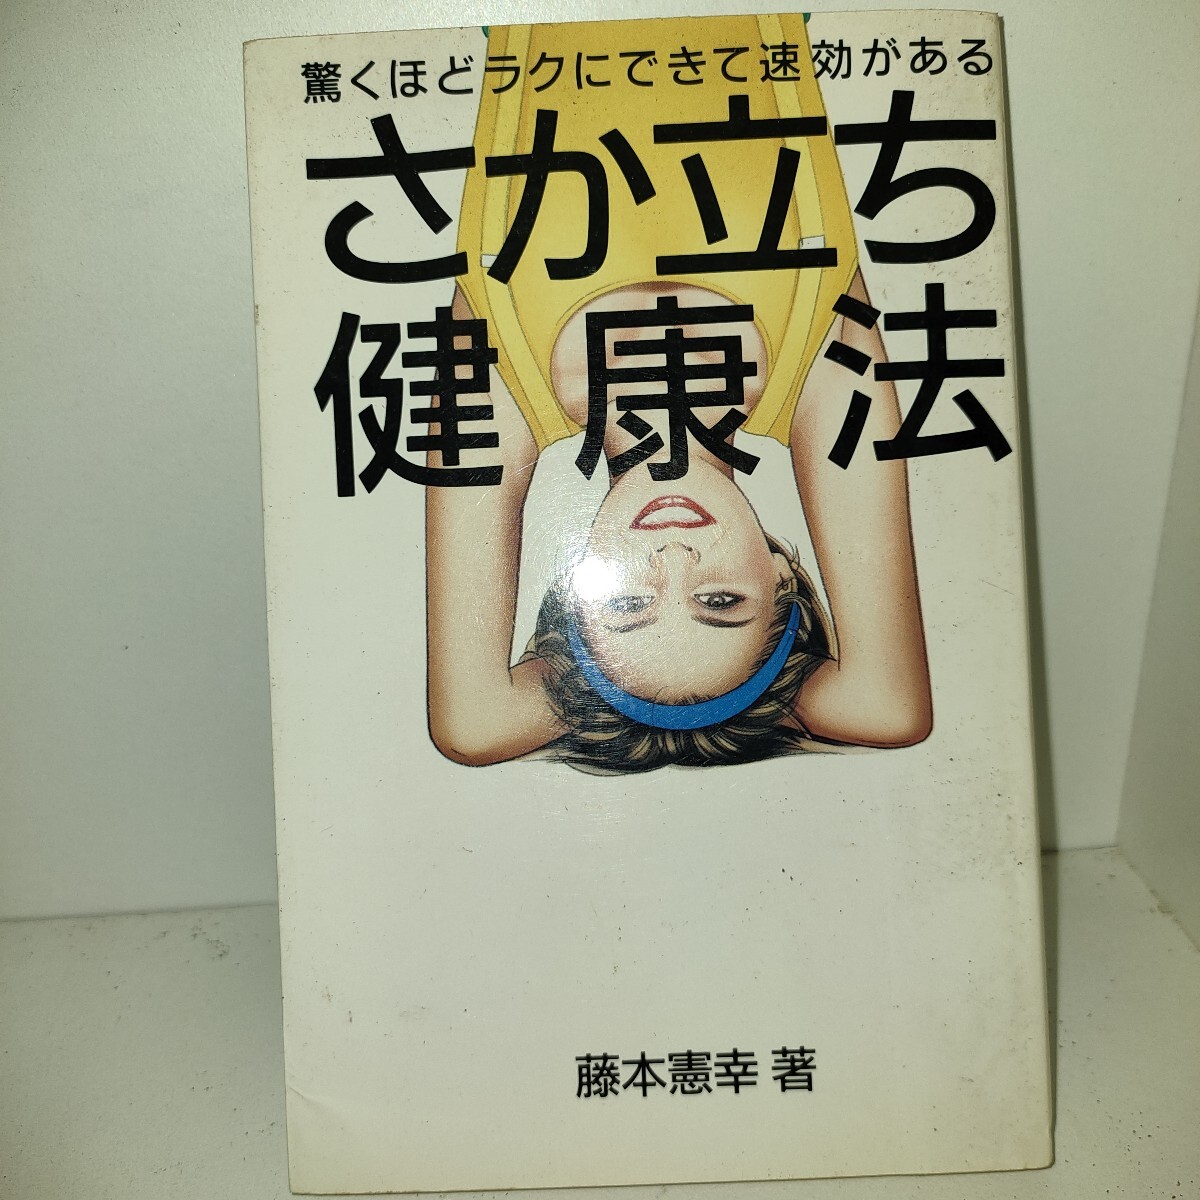 驚くほどラクにできて速効がある
さか立ち
健康法
藤本憲幸 著